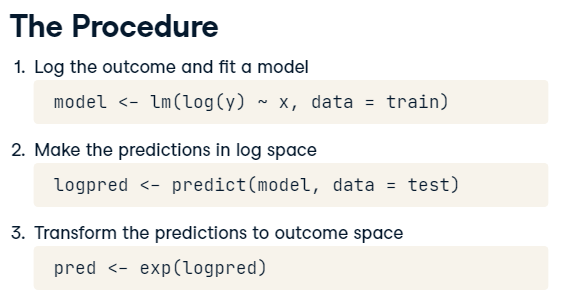 The Procedure
1. Log the outcome and fit a model
model <- lm(log(y) ~ x, data = train)
2. Make the predictions in log space
logpred <- predict(model, data = test)
3. Transform the predictions to outcome space
pred <- exp(logpred)